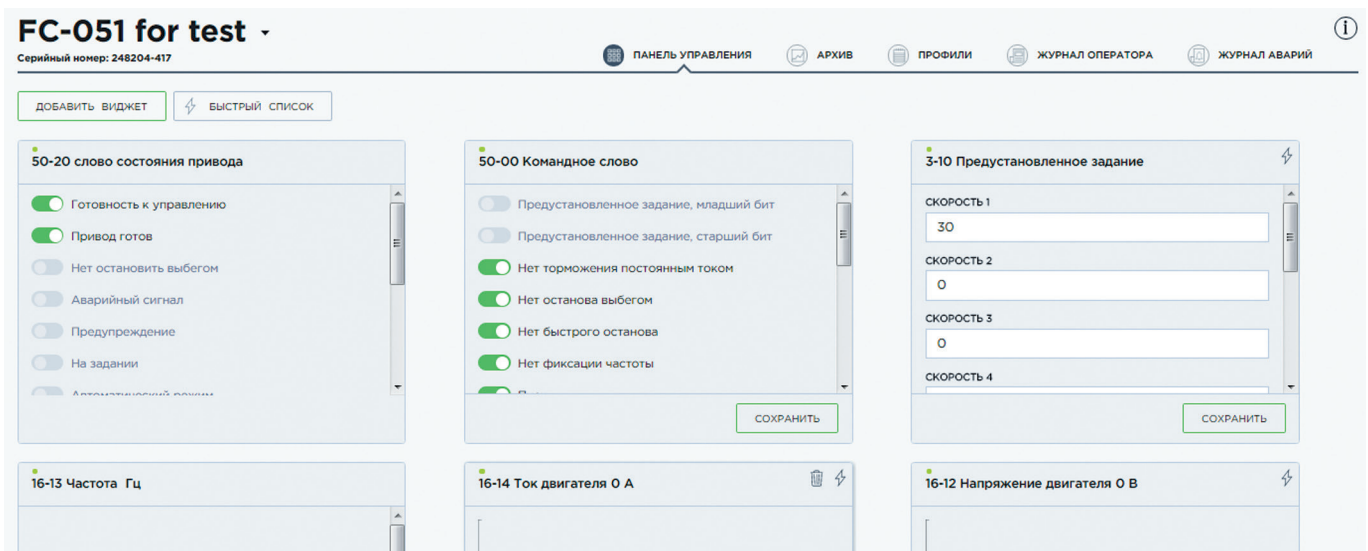 FC-051 for test
Серийный номер: 248204-417
ПАНЕЛЬ УПРАВЛЕНИЯ
АРХИВ
ПРОФИЛИ
ЖУРНАЛ ОПЕРАТОРА
ЖУРНАЛ АВАРИЙ
ДОБАВИТЬ ВИДЖЕТ
БЫСТРЫЙ СПИСОК
50-20 слово состояния привода
Готовность к управлению
Привод готов
Нет остановить выбегом
Аварийный сигнал
Предупреждение
На задании
Автоматический режим
50-00 Командное слово
Предустановленное задание, младший бит
Предустановленное задание, старший бит
Нет торможения постоянным током
Нет останова выбегом
Нет быстрого останова
Нет фиксации частоты
СОХРАНИТЬ
3-10 Предустановленное задание
СКОРОСТЬ 1
30
СКОРОСТЬ 2
0
СКОРОСТЬ 3
0
СКОРОСТЬ 4
СОХРАНИТЬ
16-13 Частота Гц
16-14 Ток двигателя 0 А
16-12 Напряжение двигателя 0 В